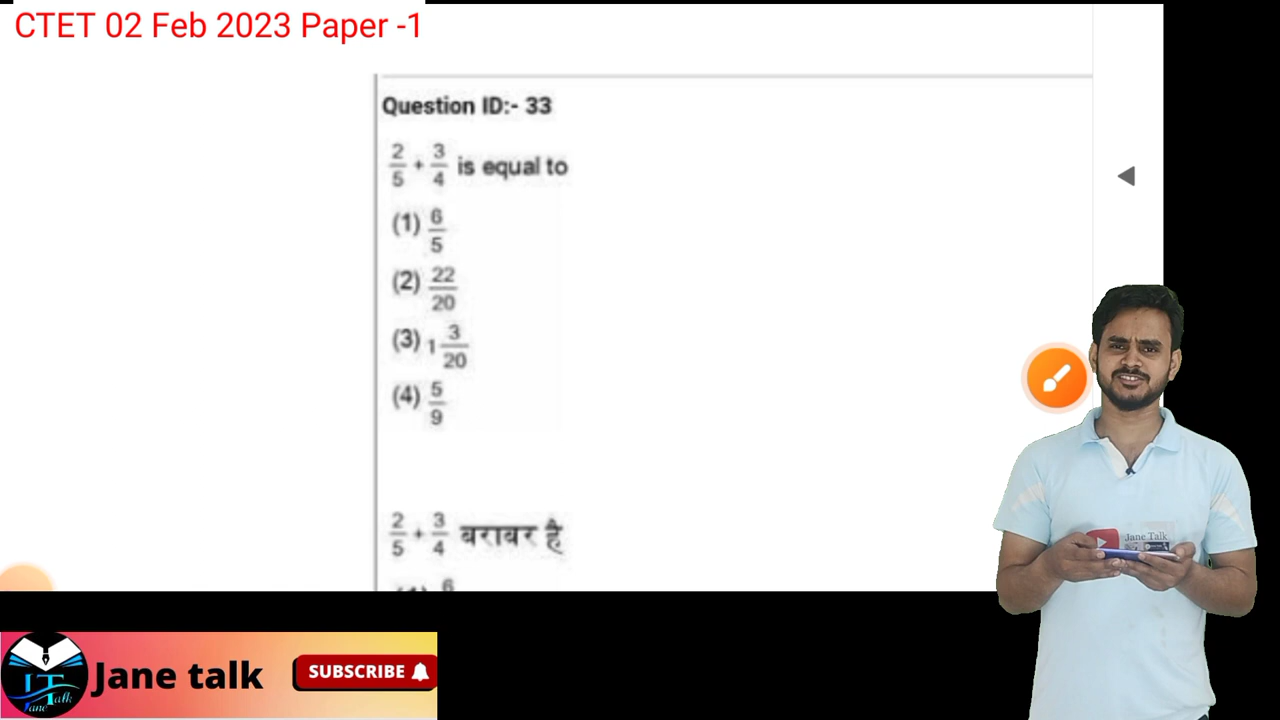 CTET 02 Feb 2023 Paper -1
Question ID:- 33
2/5 + 3/4 is equal to
(1) 6/5
(2) 22/20
(3) 1 3/20
(4) 5/9
2/5 + 3/4 बराबर है
Jane Talk
Jane talk
SUBSCRIBE